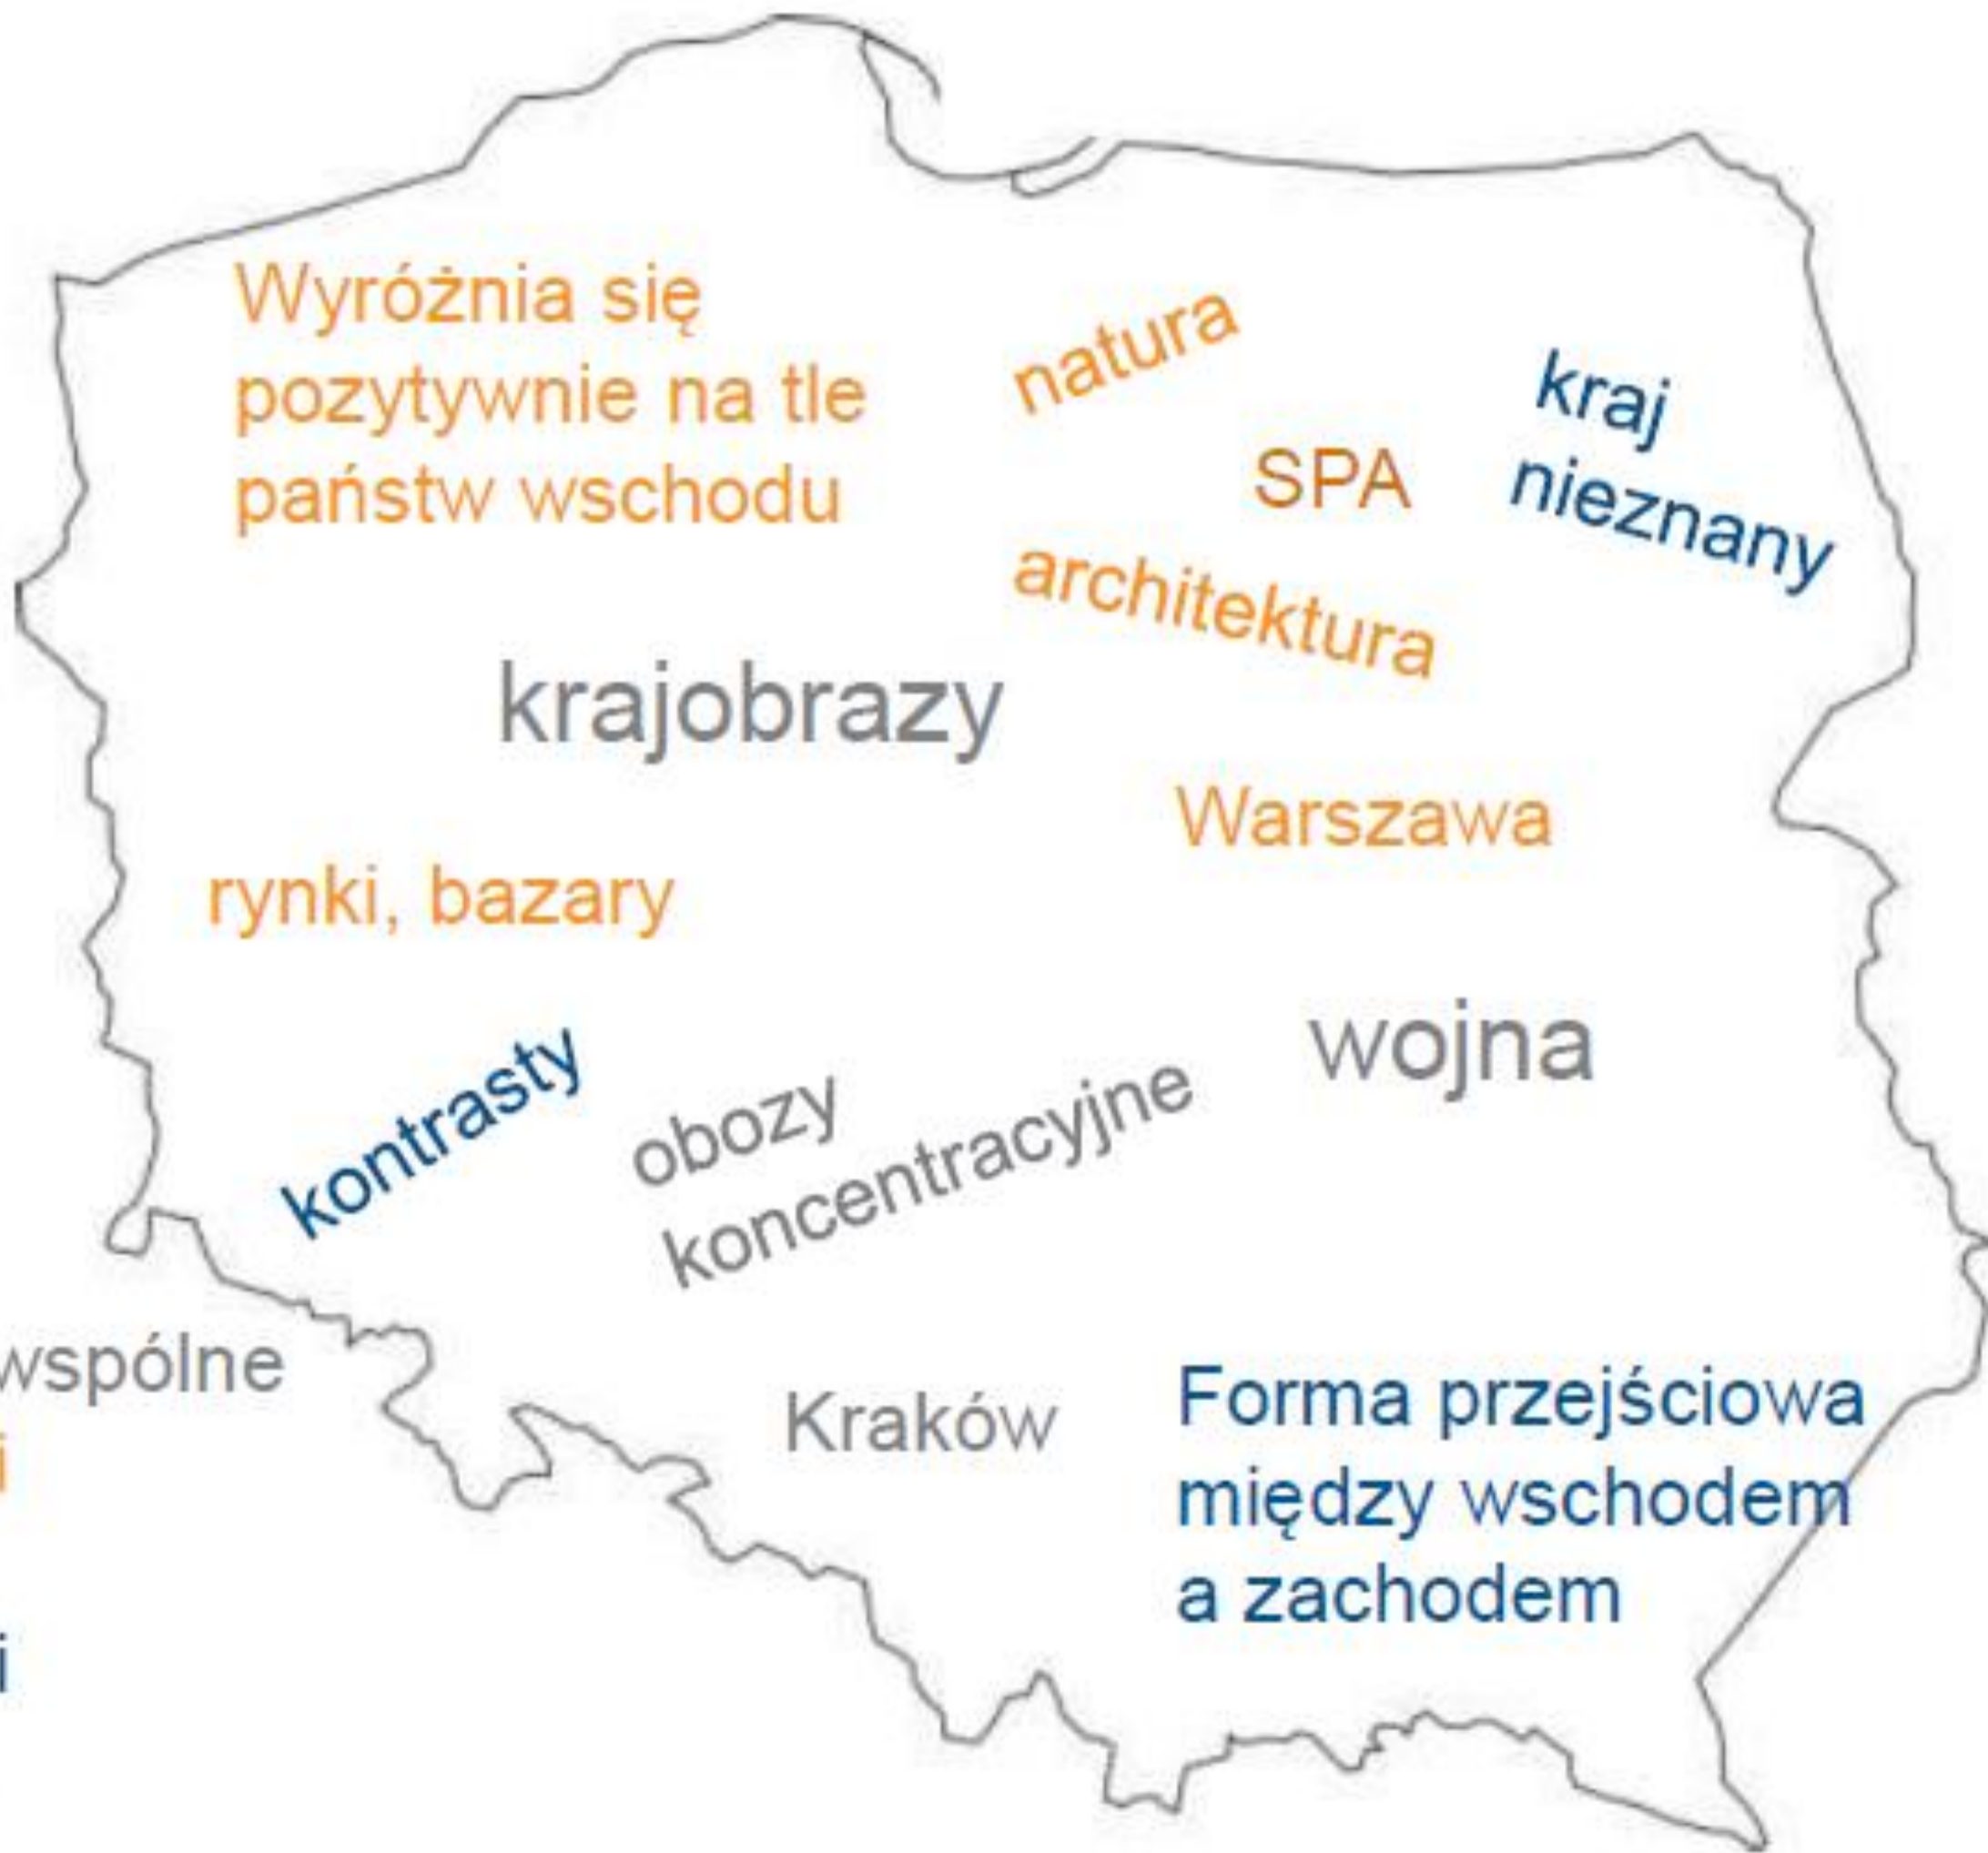 Wyróżnia się
pozytywnie na tle
państw wschodu
natura
SPA
kraj
nieznany
architektura
krajobrazy
Warszawa
rynki, bazary
wojna
kontrasty
obozy
koncentracyjne
wspólne
Kraków
Forma przejściowa
między wschodem
a zachodem
i
i